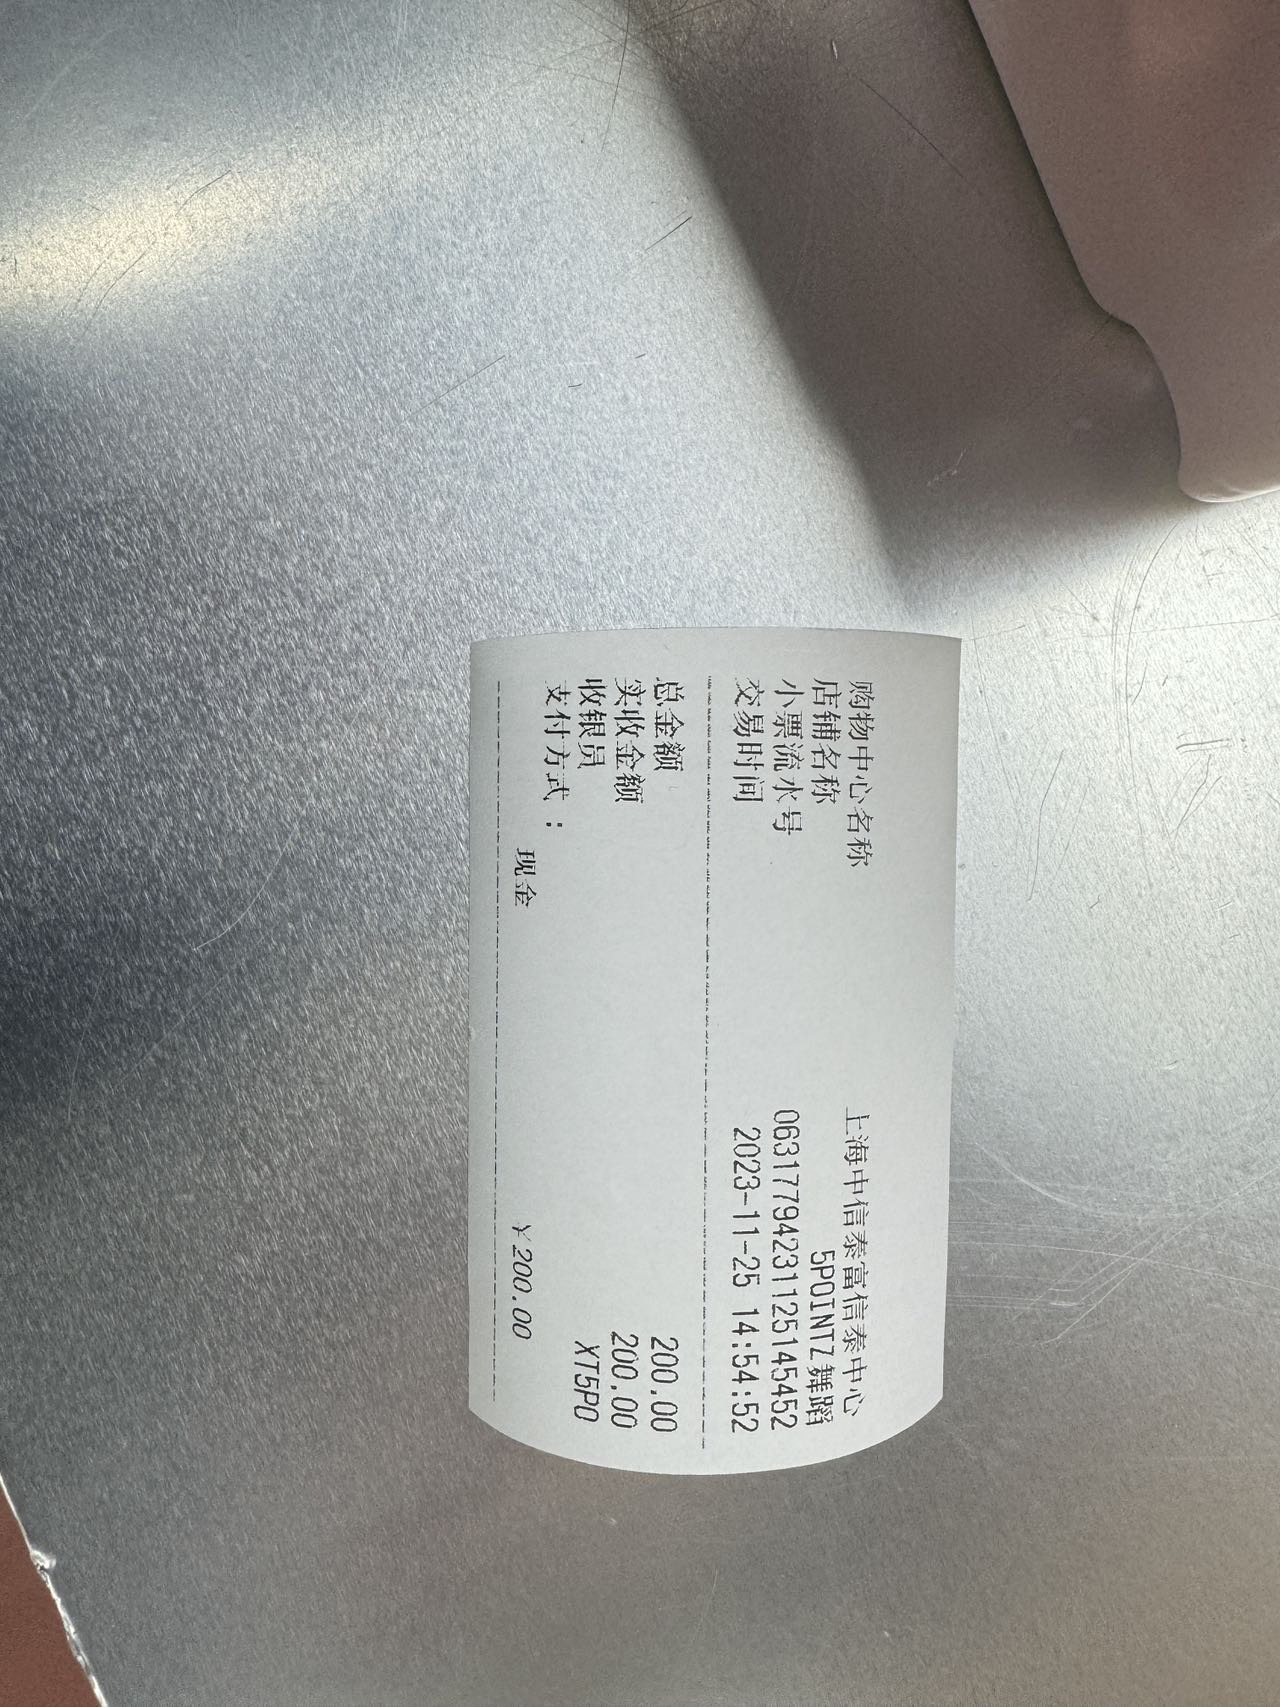 购物中心名称 上海中信泰富信泰中心
店铺名称 5POINTZ舞蹈
小票流水号 0631779423112514545​2
交易时间 2023-11-25 14:54:52
总金额 200.00
实收金额 200.00
收银员 XT5P0
支付方式：
现金 ¥200.00